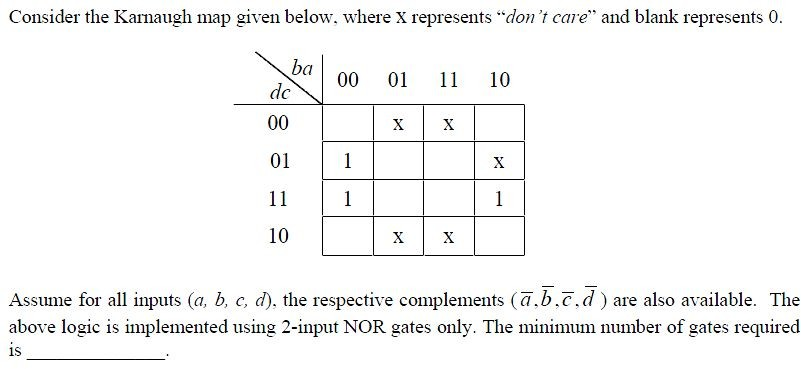 Consider the Karnaugh map given below, where X represents “don’t care” and blank represents 0.
ba
dc
00 01 11 10
00 x x
01 1 x
11 1 1
10 x x
Assume for all inputs (a, b, c, d), the respective complements (a̅, b̅, c̅, d̅) are also available. The
above logic is implemented using 2-input NOR gates only. The minimum number of gates required
is _______________.